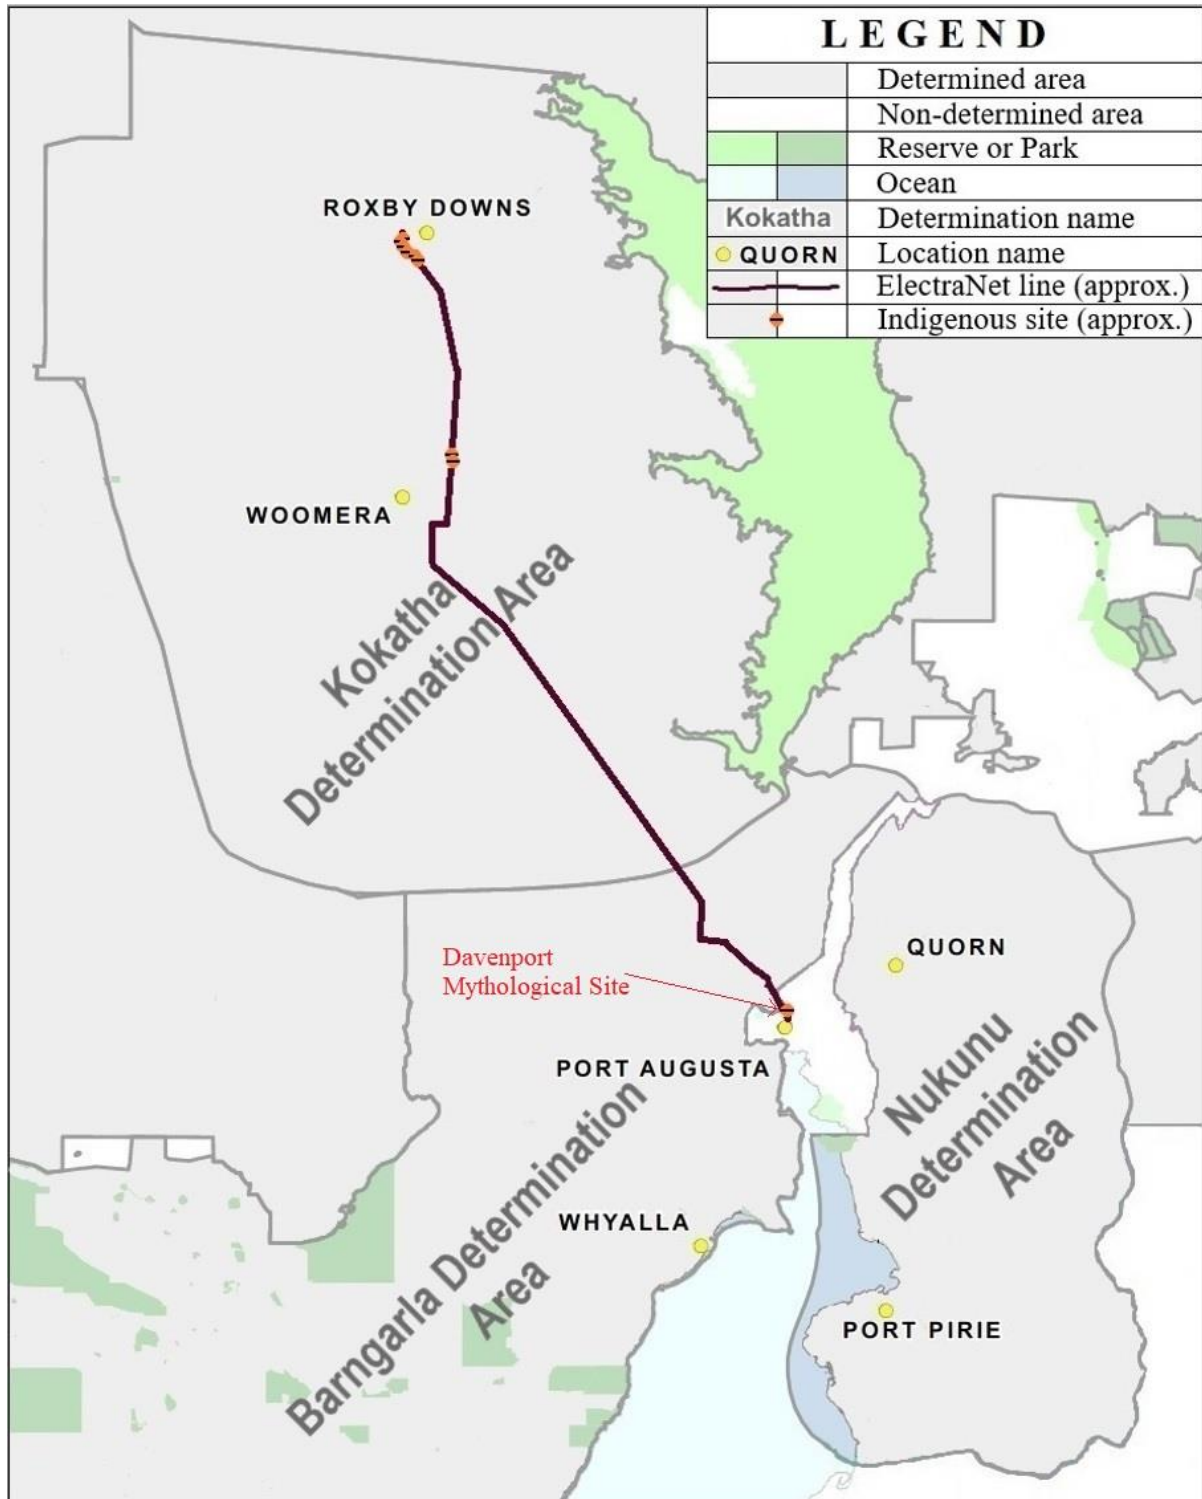 LEGEND
Determined area
Non-determined area
Reserve or Park
Ocean
Kokatha Determination name
QUORN Location name
ElectraNet line (approx.)
Indigenous site (approx.)
ROXBY DOWNS
WOOMERA
Kokatha
Determination Area
Davenport
Mythological Site
QUORN
PORT AUGUSTA
Nukunu
Determination
Area
Barngarla Determination
Area
WHYALLA
PORT PIRIE